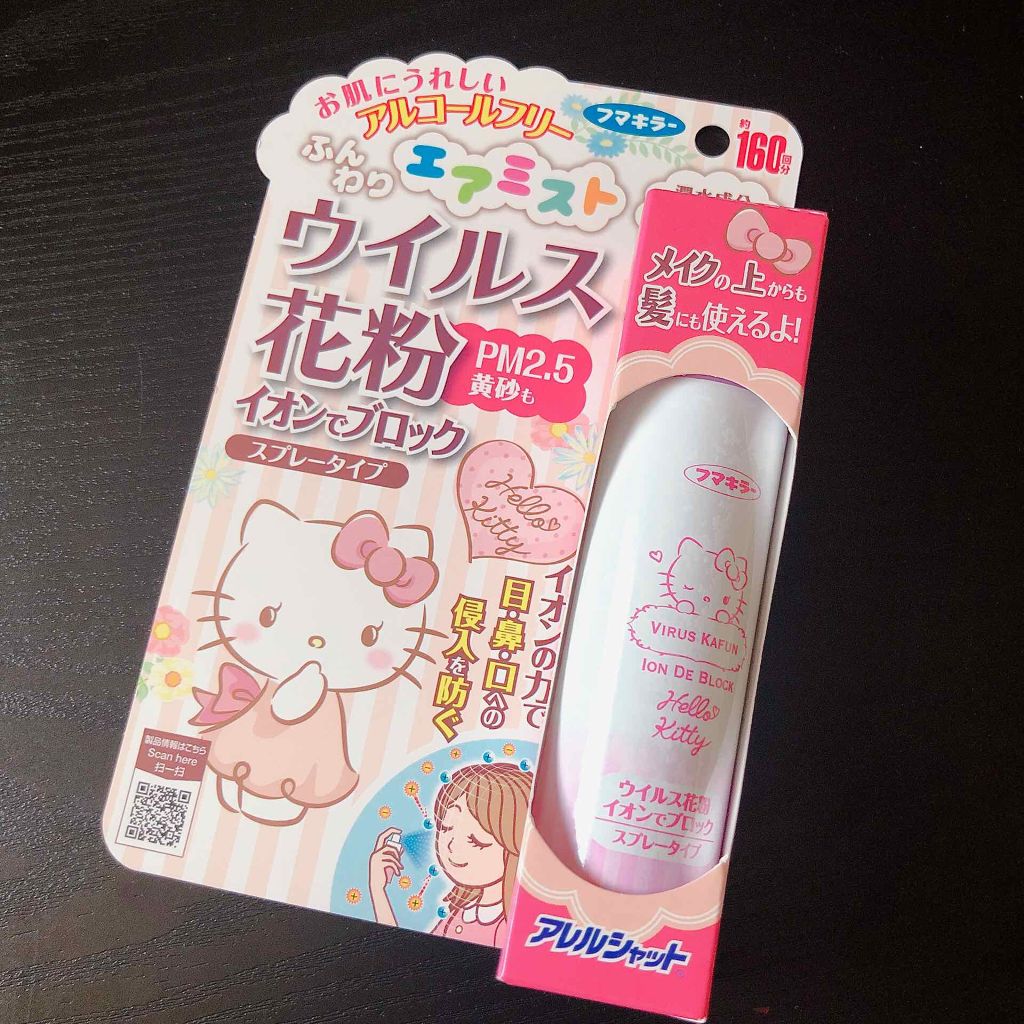 お肌にうれしい
アルコールフリー
フマキラー
約160回分
ふんわり
エアミスト
ウイルス
花粉
PM2.5
黄砂も
イオンでブロック
スプレータイプ
Hello
Kitty
イオンの力で
目・鼻・口への
侵入を防ぐ
製品情報はこちら
Scan here
扫一扫
メイクの上からも
髪にも使えるよ!
フマキラー
VIRUS KAFUN
ION DE BLOCK
Hello
Kitty
ウイルス花粉
イオンでブロック
スプレータイプ
アレルシャット